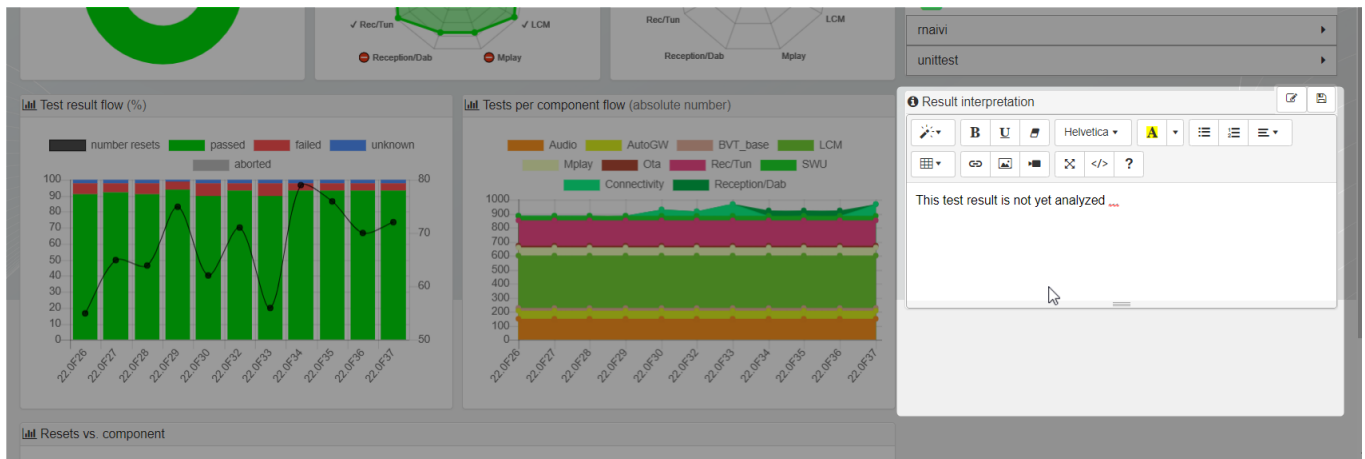 ✓ Rec/Tun
✓ LCM
Reception/Dab
Mplay
Rec/Tun
LCM
Reception/Dab
Mplay
rnaivi
unittest
Test result flow (%)
number resets passed failed unknown
aborted
100
90
80
70
60
50
40
30
20
10
0
80
70
60
50
22.0F26 22.0F27 22.0F28 22.0F29 22.0F30 22.0F32 22.0F33 22.0F34 22.0F35 22.0F36 22.0F37
Tests per component flow (absolute number)
Audio AutoGW BVT_base LCM
Mplay Ota Rec/Tun SWU
Connectivity Reception/Dab
1000
900
800
700
600
500
400
300
200
100
0
22.0F26 22.0F27 22.0F28 22.0F29 22.0F30 22.0F32 22.0F33 22.0F34 22.0F35 22.0F36 22.0F37
Result interpretation
B U Helvetica A
</> ?
This test result is not yet analyzed ...
Resets vs. component